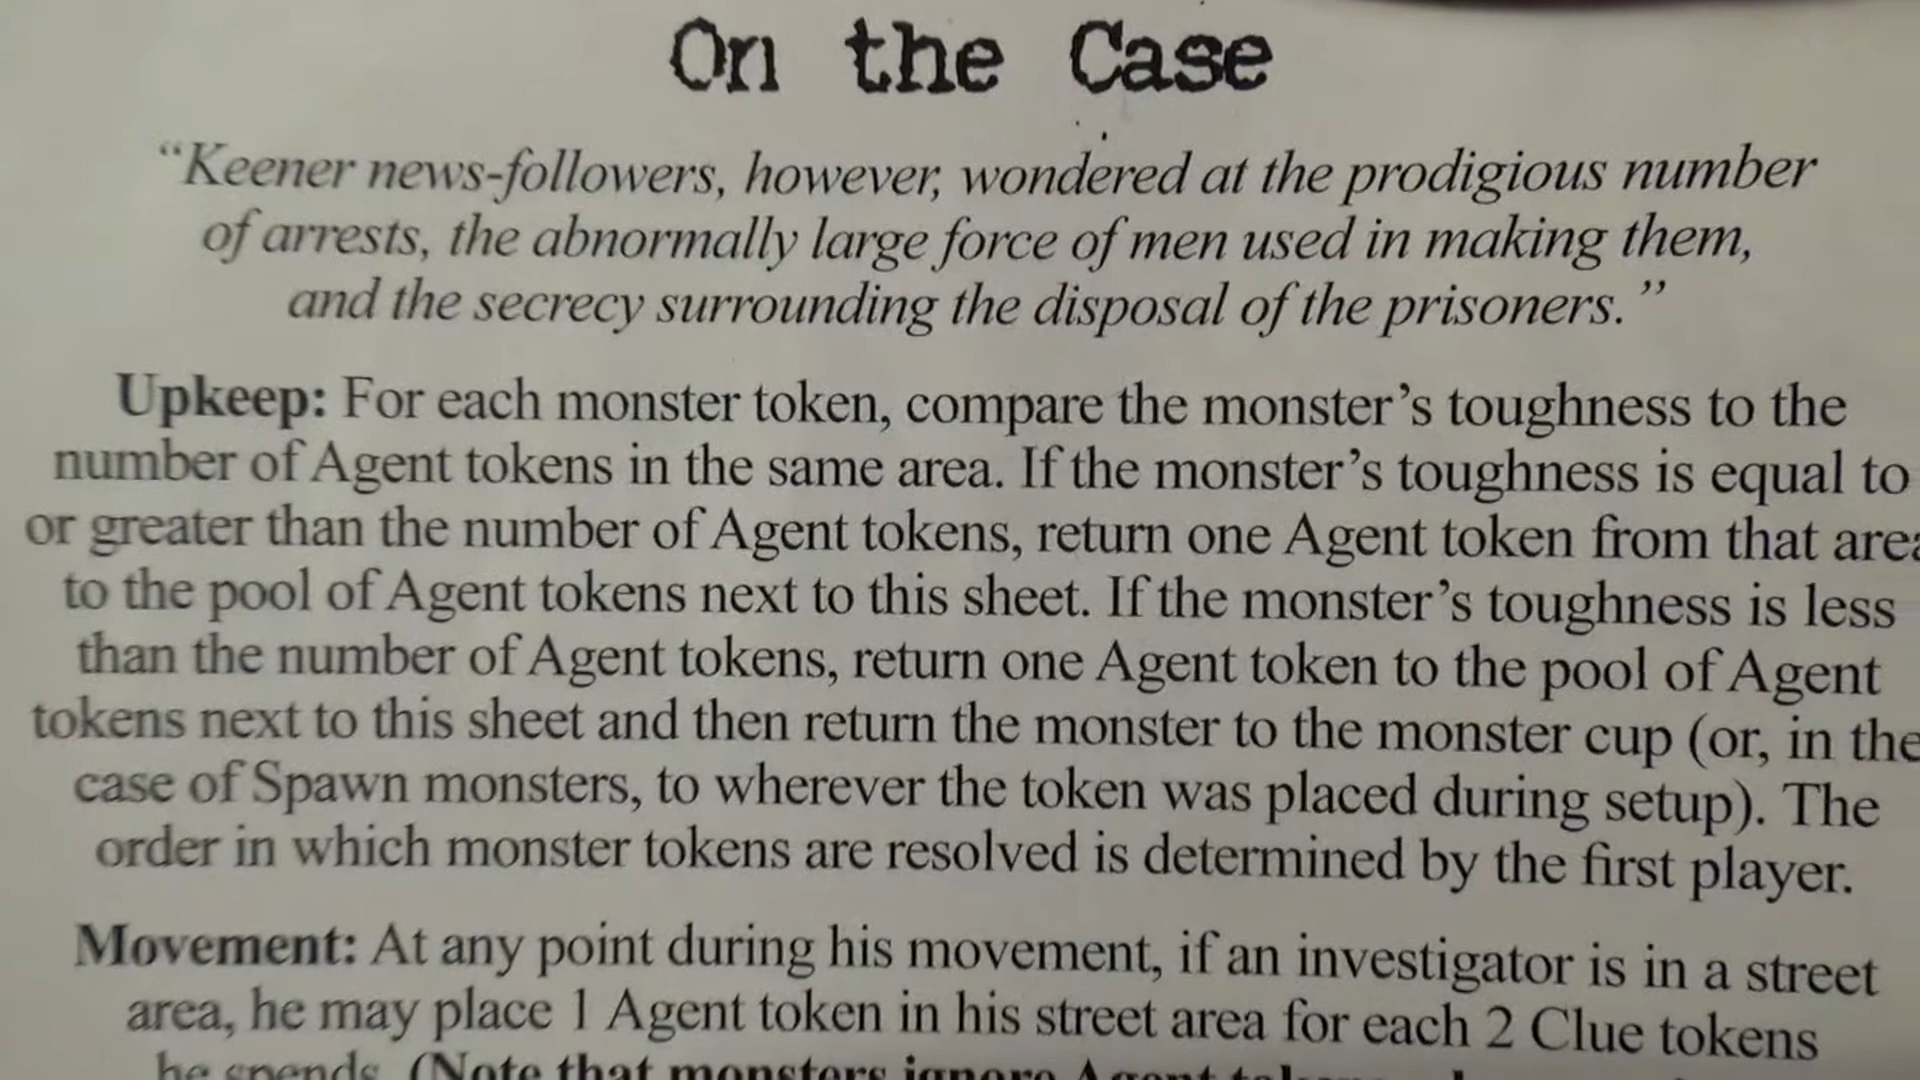 On the Case
“Keener news-followers, however, wondered at the prodigious number
of arrests, the abnormally large force of men used in making them,
and the secrecy surrounding the disposal of the prisoners.”
Upkeep: For each monster token, compare the monster’s toughness to the
number of Agent tokens in the same area. If the monster’s toughness is equal to
or greater than the number of Agent tokens, return one Agent token from that area
to the pool of Agent tokens next to this sheet. If the monster’s toughness is less
than the number of Agent tokens, return one Agent token to the pool of Agent
tokens next to this sheet and then return the monster to the monster cup (or, in the
case of Spawn monsters, to wherever the token was placed during setup). The
order in which monster tokens are resolved is determined by the first player.
Movement: At any point during his movement, if an investigator is in a street
area, he may place 1 Agent token in his street area for each 2 Clue tokens
he spends. (Note that monsters ignore Agent